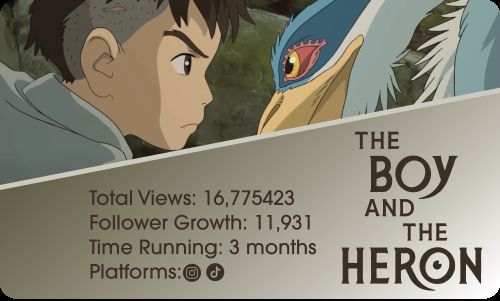 Total Views: 16,775423
Follower Growth: 11,931
Time Running: 3 months
Platforms:
THE
BOY
AND
THE
HERON